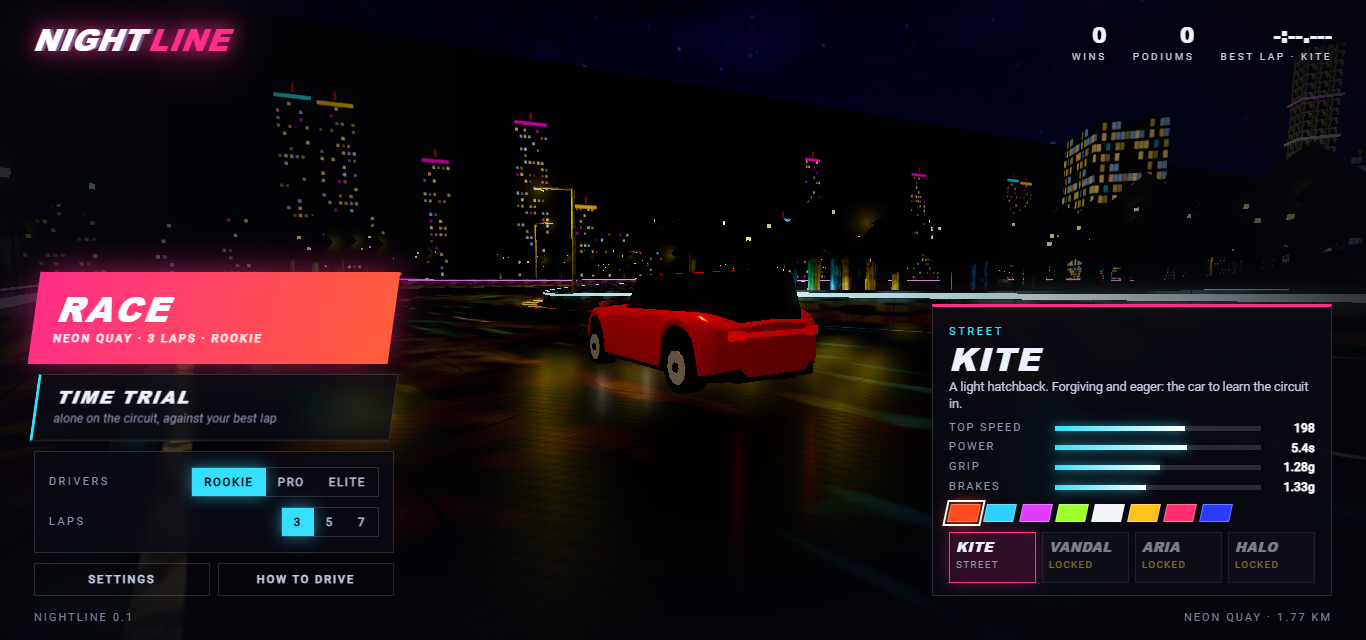 NIGHTLINE
0
WINS
0
PODIUMS
-:--.---
BEST LAP · KITE
RACE
NEON QUAY · 3 LAPS · ROOKIE
TIME TRIAL
alone on the circuit, against your best lap
DRIVERS
ROOKIE PRO ELITE
LAPS
3 5 7
SETTINGS
HOW TO DRIVE
NIGHTLINE 0.1
STREET
KITE
A light hatchback. Forgiving and eager: the car to learn the circuit
in.
TOP SPEED 198
POWER 5.4s
GRIP 1.28g
BRAKES 1.33g
KITE
STREET
VANDAL
LOCKED
ARIA
LOCKED
HALO
LOCKED
NEON QUAY · 1.77 KM